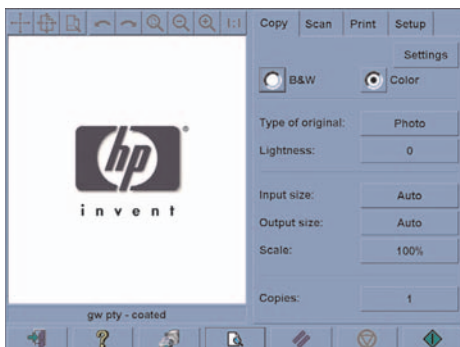 1:1
Copy Scan Print Setup
Settings
B&W Color
Type of original: Photo
Lightness: 0
Input size: Auto
Output size: Auto
Scale: 100%
Copies: 1
hp
invent
gw pty - coated
?